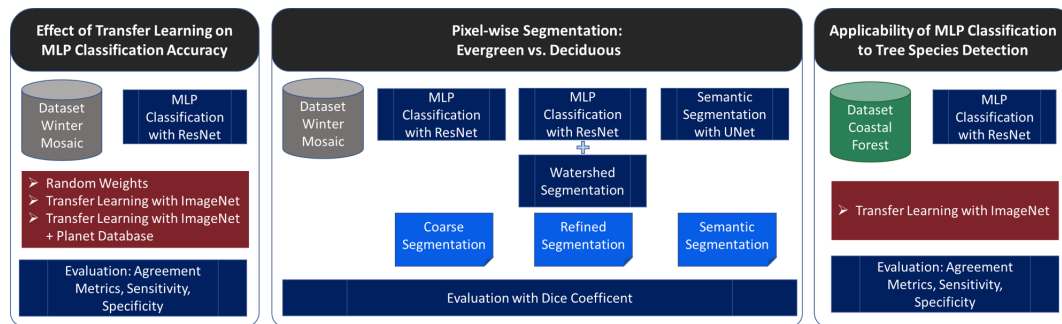 Effect of Transfer Learning on
MLP Classification Accuracy
Dataset
Winter
Mosaic
MLP
Classification
with ResNet
Random Weights
Transfer Learning with ImageNet
Transfer Learning with ImageNet
+ Planet Database
Evaluation: Agreement
Metrics, Sensitivity,
Specificity
Pixel-wise Segmentation:
Evergreen vs. Deciduous
Dataset
Winter
Mosaic
MLP
Classification
with ResNet
MLP
Classification
with ResNet
+
Watershed
Segmentation
Semantic
Segmentation
with UNet
Coarse
Segmentation
Refined
Segmentation
Semantic
Segmentation
Evaluation with Dice Coefficent
Applicability of MLP Classification
to Tree Species Detection
Dataset
Coastal
Forest
MLP
Classification
with ResNet
Transfer Learning with ImageNet
Evaluation: Agreement
Metrics, Sensitivity,
Specificity